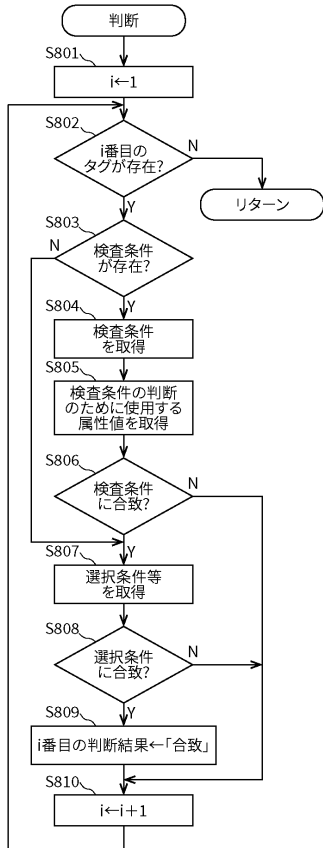 判断
S801
i←1
S802
i番目の
タグが存在?
N
リターン
Y
S803
N
検査条件
が存在?
Y
S804
検査条件
を取得
S805
検査条件の判断
のために使用する
属性値を取得
S806
検査条件
に合致?
N
Y
S807
選択条件等
を取得
S808
選択条件
に合致?
N
Y
S809
i番目の判断結果←「合致」
S810
i←i+1